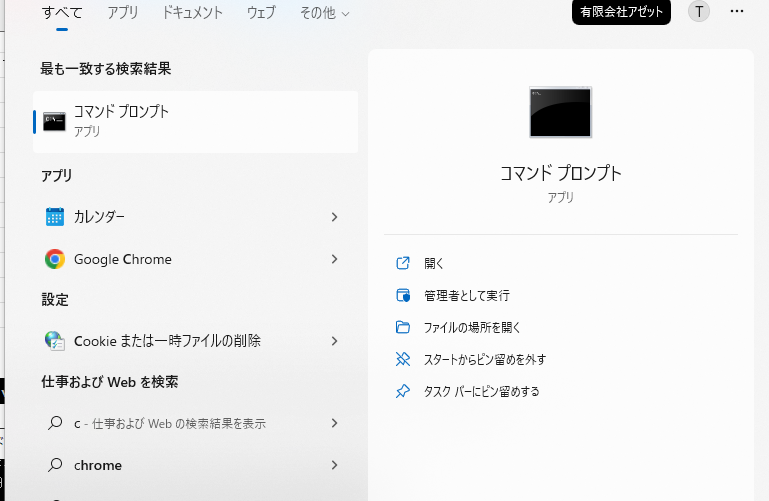 すべて アプリ ドキュメント ウェブ その他 有限会社アゼット T
最も一致する検索結果
コマンド プロンプト
アプリ
アプリ
カレンダー
Google Chrome
設定
Cookie または一時ファイルの削除
仕事および Web を検索
c - 仕事および Web の検索結果を表示
chrome
コマンド プロンプト
アプリ
開く
管理者として実行
ファイルの場所を開く
スタートからピン留めを外す
タスク バーにピン留めする